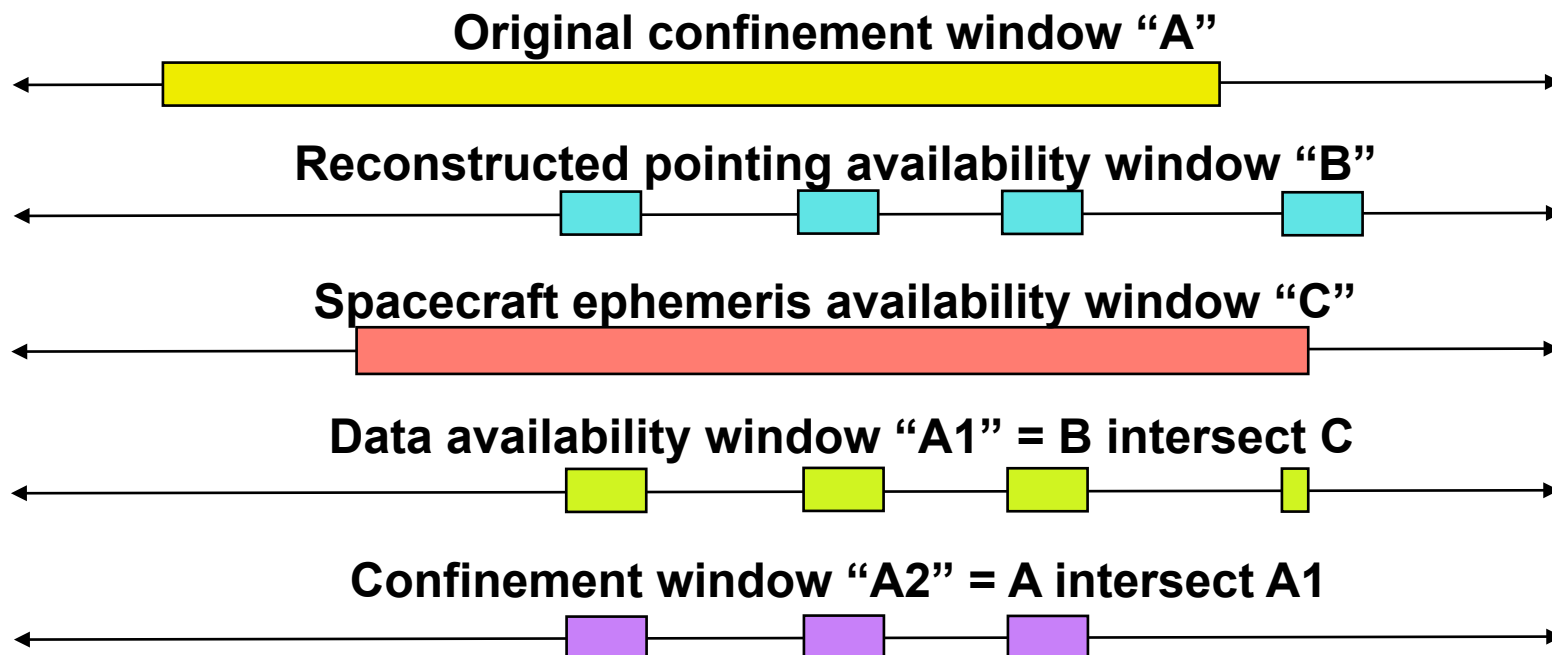 Original confinement window “A”
Reconstructed pointing availability window “B”
Spacecraft ephemeris availability window “C”
Data availability window “A1” = B intersect C
Confinement window “A2” = A intersect A1